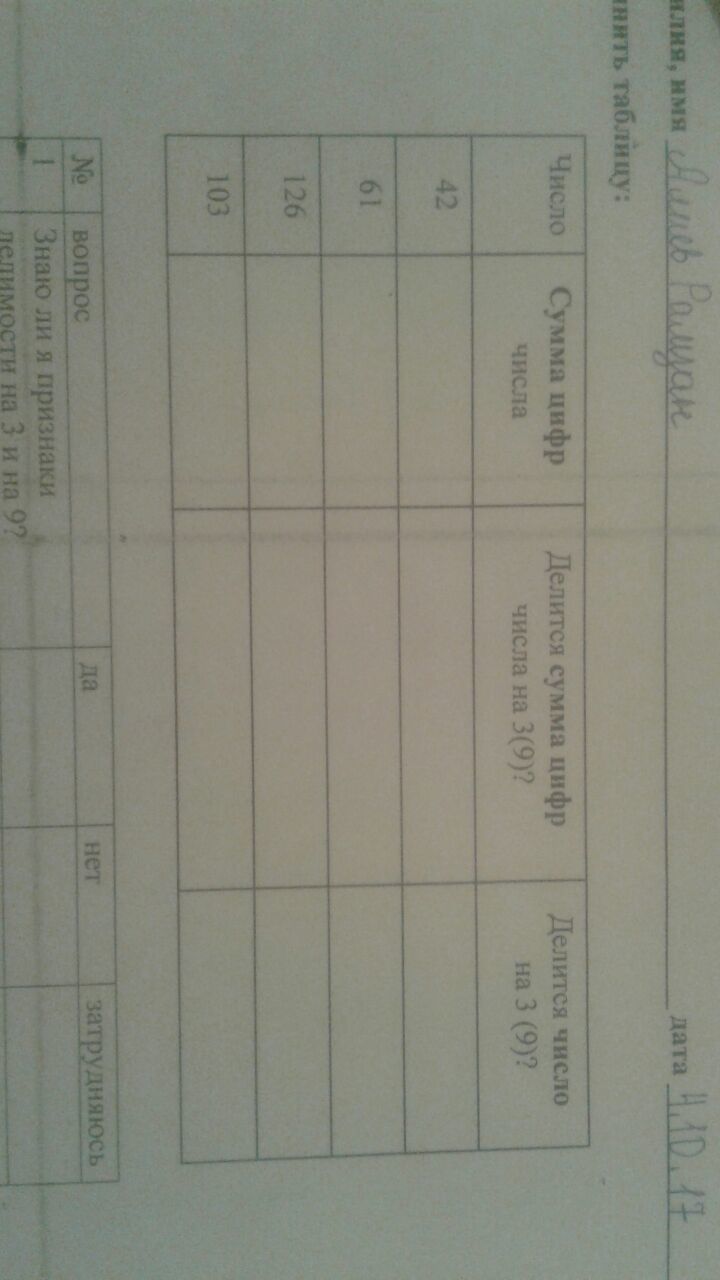 илия, имя Алиев Рамзан дата 4.10.17
нить таблицу:
Число Сумма цифр числа Делится сумма цифр числа на 3(9)? Делится число на 3 (9)?
42
61
126
103
№ вопрос да нет затрудняюсь
1 Знаю ли я признаки
делимости на 3 и на 9?